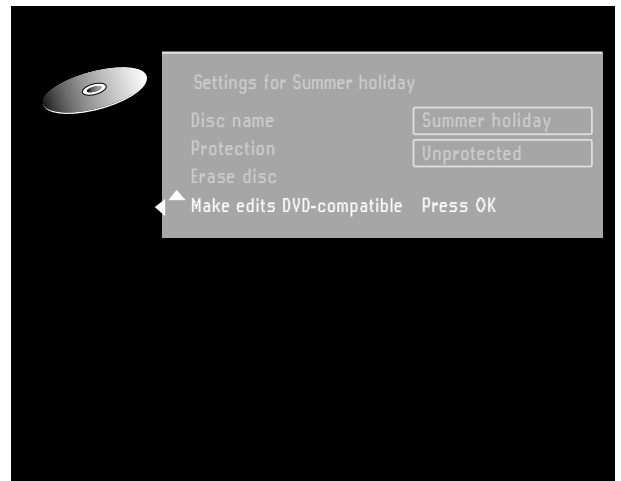 Settings for Summer holiday
Disc name Summer holiday
Protection Unprotected
Erase disc
Make edits DVD-compatible Press OK